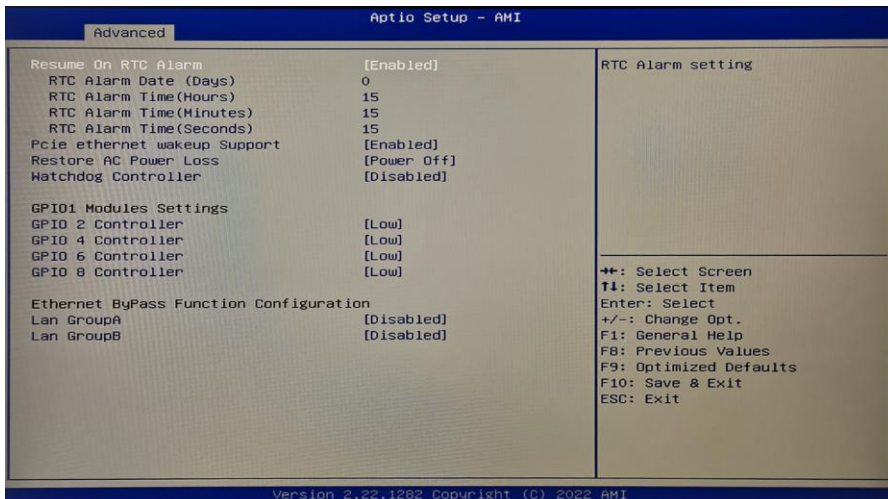 Aptio Setup - AMI
Advanced
Resume On RTC Alarm [Enabled]
RTC Alarm Date (Days) 0
RTC Alarm Time(Hours) 15
RTC Alarm Time(Minutes) 15
RTC Alarm Time(Seconds) 15
Pcie ethernet wakeup Support [Enabled]
Restore AC Power Loss [Power Off]
Watchdog Controller [Disabled]
GPIO1 Modules Settings
GPIO 2 Controller [Low]
GPIO 4 Controller [Low]
GPIO 6 Controller [Low]
GPIO 8 Controller [Low]
Ethernet ByPass Function Configuration
Lan GroupA [Disabled]
Lan GroupB [Disabled]
RTC Alarm setting
→←: Select Screen
↑↓: Select Item
Enter: Select
+/-: Change Opt.
F1: General Help
F8: Previous Values
F9: Optimized Defaults
F10: Save & Exit
ESC: Exit
Version 2.22.1282 Copyright (C) 2022 AMI